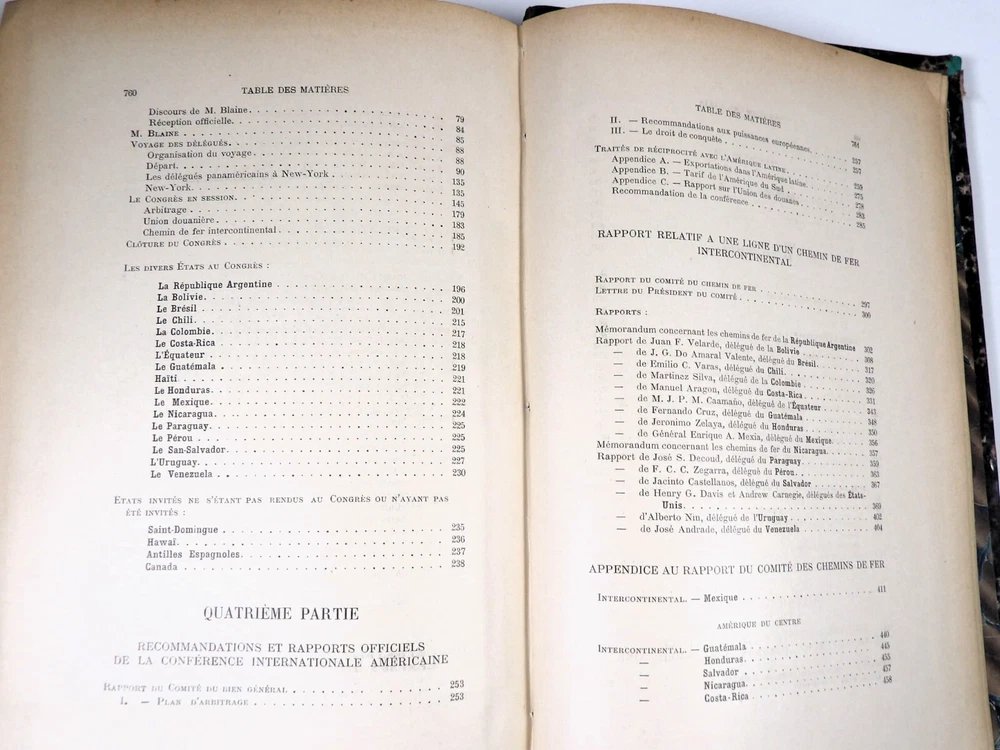 760 TABLE DES MATIÈRES
Discours de M. Blaine. 79
Réception officielle. 84
M. BLAINE 85
VOYAGE DES DÉLÉGUÉS. 88
Organisation du voyage 88
Départ. 90
Les délégués panaméricains à New-York 135
New-York. 135
LE CONGRÈS EN SESSION. 145
Arbitrage 179
Union douanière 183
Chemin de fer intercontinental 185
CLÔTURE DU CONGRÈS 192
LES DIVERS ÉTATS AU CONGRÈS :
La République Argentine 196
La Bolivie. 200
Le Brésil 201
Le Chili. 215
La Colombie. 217
Le Costa-Rica 218
L'Équateur 218
Le Guatémala 219
Haïti. 221
Le Honduras. 221
Le Mexique. 222
Le Nicaragua. 224
Le Paraguay. 225
Le Pérou 225
Le San-Salvador. 225
L'Uruguay. 227
Le Venezuela 230
ETATS INVITÉS NE S'ÉTANT PAS RENDUS AU CONGRÈS OU N'AYANT PAS
ÉTÉ INVITÉS :
Saint-Domingue 235
Hawaï. 236
Antilles Espagnoles. 237
Canada 238
QUATRIÈME PARTIE
RECOMMANDATIONS ET RAPPORTS OFFICIELS
DE LA CONFÉRENCE INTERNATIONALE AMÉRICAINE
RAPPORT DU COMITÉ DU BIEN GÉNÉRAL 253
I. — PLAN D'ARBITRAGE 253
TABLE DES MATIÈRES
II. — Recommandations aux puissances européennes.
III. — Le droit de conquête 257
TRAITÉS DE RÉCIPROCITÉ AVEC L'AMÉRIQUE LATINE. 257
Appendice A. — Exportations dans l'Amérique latine.
Appendice B. — Tarif de l'Amérique du Sud 275
Appendice C. — Rapport sur l'Union des douanes 278
Recommandation de la conférence 283
285
RAPPORT RELATIF A UNE LIGNE D'UN CHEMIN DE FER
INTERCONTINENTAL
RAPPORT DU COMITÉ DU CHEMIN DE FER 297
LETTRE DU PRÉSIDENT DU COMITÉ. 300
RAPPORTS :
Mémorandum concernant les chemins de fer de la République Argentine 302
Rapport de Juan F. Velarde, délégué de la Bolivie 308
— de J. G. Do Amaral Valente, délégué du Brésil. 317
— de Emilio C. Varas, délégué du Chili. 320
— de Martinez Silva, délégué de la Colombie 326
— de Manuel Aragon, délégué du Costa-Rica 331
— de M. J. P. M. Caamaño, délégué de l'Équateur 343
— de Fernando Cruz, délégué du Guatémala 348
— de Jeronimo Zelaya, délégué du Honduras 350
— de Général Enrique A. Mexia, délégué du Mexique. 356
Mémorandum concernant les chemins de fer du Nicaragua. 357
Rapport de José S. Decoud, délégué du Paraguay. 359
— de F. C. C. Zegarra, délégué du Pérou. 363
— de Jacinto Castellanos, délégué du Salvador 367
— de Henry G. Davis et Andrew Carnegie, délégués des États-
Unis. 369
— d'Alberto Nin, délégué de l'Uruguay 402
— de José Andrade, délégué du Venezuela 404
APPENDICE AU RAPPORT DU COMITÉ DES CHEMINS DE FER
INTERCONTINENTAL. — Mexique 411
AMÉRIQUE DU CENTRE
INTERCONTINENTAL. — Guatémala 440
— Honduras. 445
— Salvador 455
— Nicaragua. 457
— Costa-Rica 458